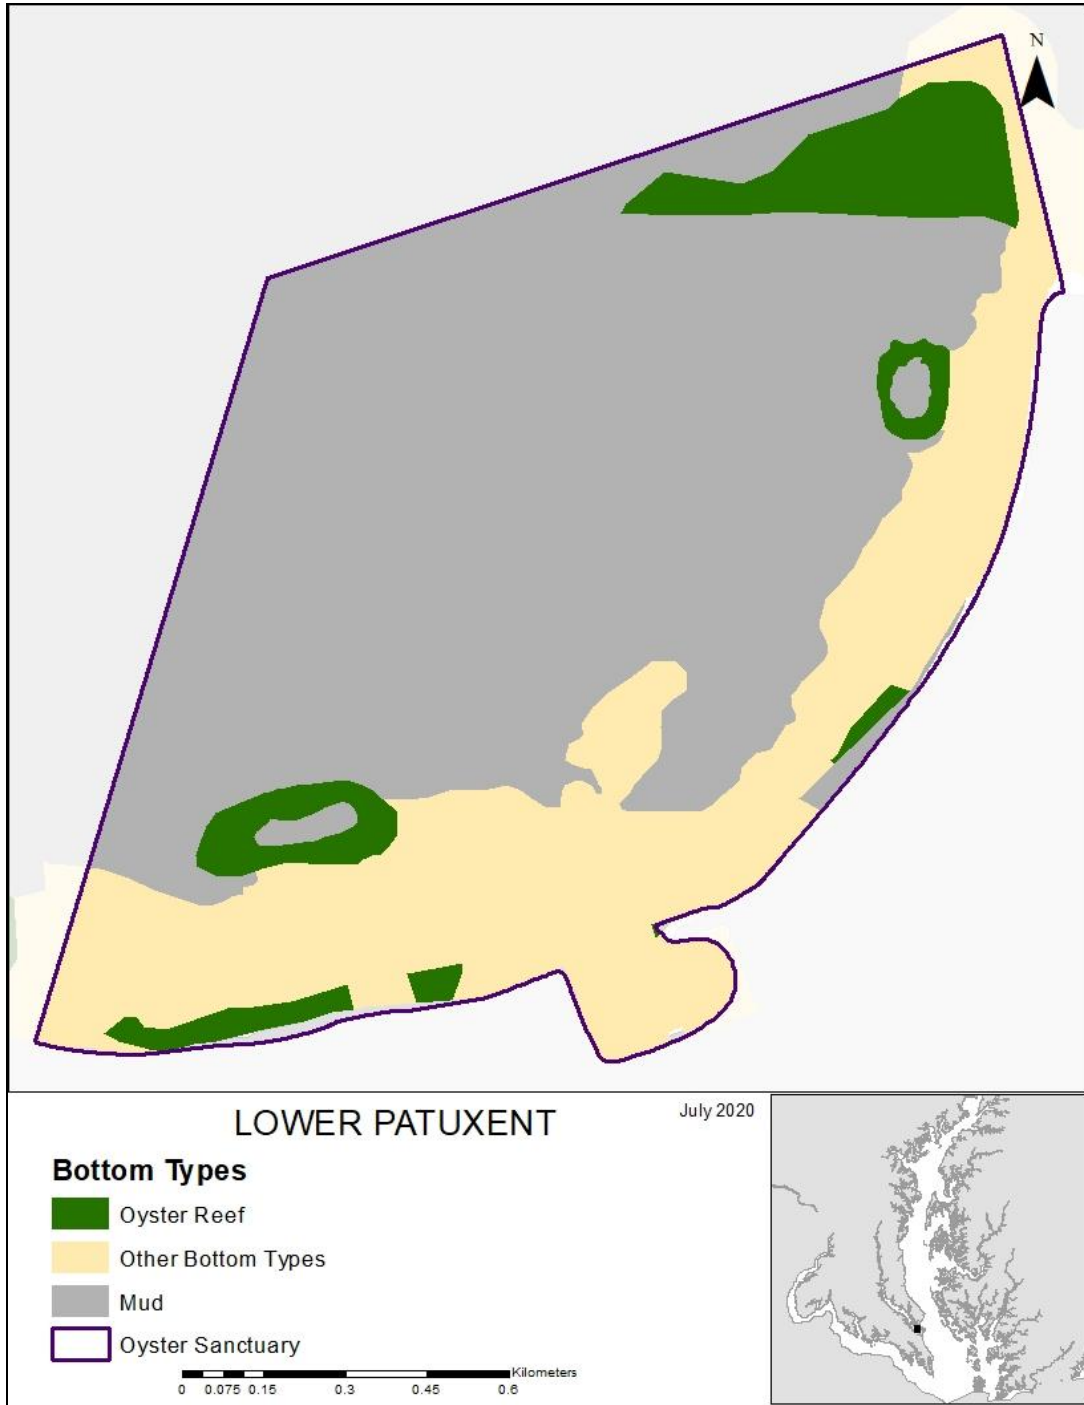 N
LOWER PATUXENT
July 2020
Bottom Types
Oyster Reef
Other Bottom Types
Mud
Oyster Sanctuary
Kilometers
0 0.075 0.15 0.3 0.45 0.6